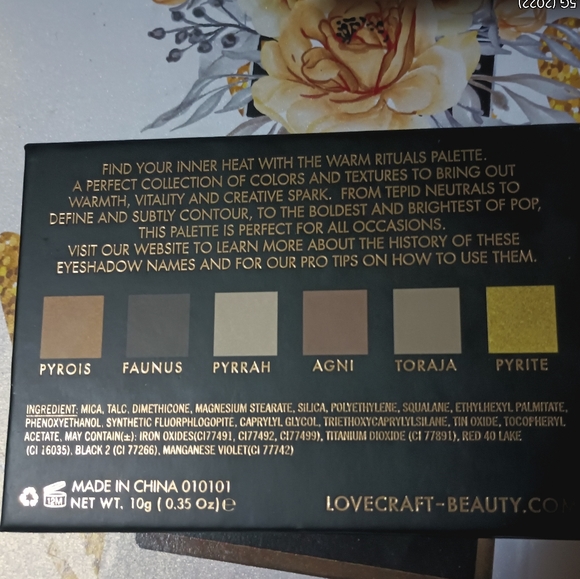 5G (2022)
FIND YOUR INNER HEAT WITH THE WARM RITUALS PALETTE.
A PERFECT COLLECTION OF COLORS AND TEXTURES TO BRING OUT
WARMTH, VITALITY AND CREATIVE SPARK. FROM TEPID NEUTRALS TO
DEFINE AND SUBTLY CONTOUR, TO THE BOLDEST AND BRIGHTEST OF POP,
THIS PALETTE IS PERFECT FOR ALL OCCASIONS.
VISIT OUR WEBSITE TO LEARN MORE ABOUT THE HISTORY OF THESE
EYESHADOW NAMES AND FOR OUR PRO TIPS ON HOW TO USE THEM.
PYROIS FAUNUS PYRRAH AGNI TORAJA PYRITE
INGREDIENT: MICA, TALC, DIMETHICONE, MAGNESIUM STEARATE, SILICA, POLYETHYLENE, SQUALANE, ETHYLHEXYL PALMITATE,
PHENOXYETHANOL, SYNTHETIC FLUORPHLOGOPITE, CAPRYLYL GLYCOL, TRIETHOXYCAPRYLYLSILANE, TIN OXIDE, TOCOPHERYL
ACETATE, MAY CONTAIN(±): IRON OXIDES(CI77491, CI77492, CI77499), TITANIUM DIOXIDE (CI 77891), RED 40 LAKE
(CI 16035), BLACK 2 (CI 77266), MANGANESE VIOLET(CI 77742)
12M
MADE IN CHINA 010101
NET WT. 10g ( 0.35 Oz) ℮
LOVECRAFT-BEAUTY.CO